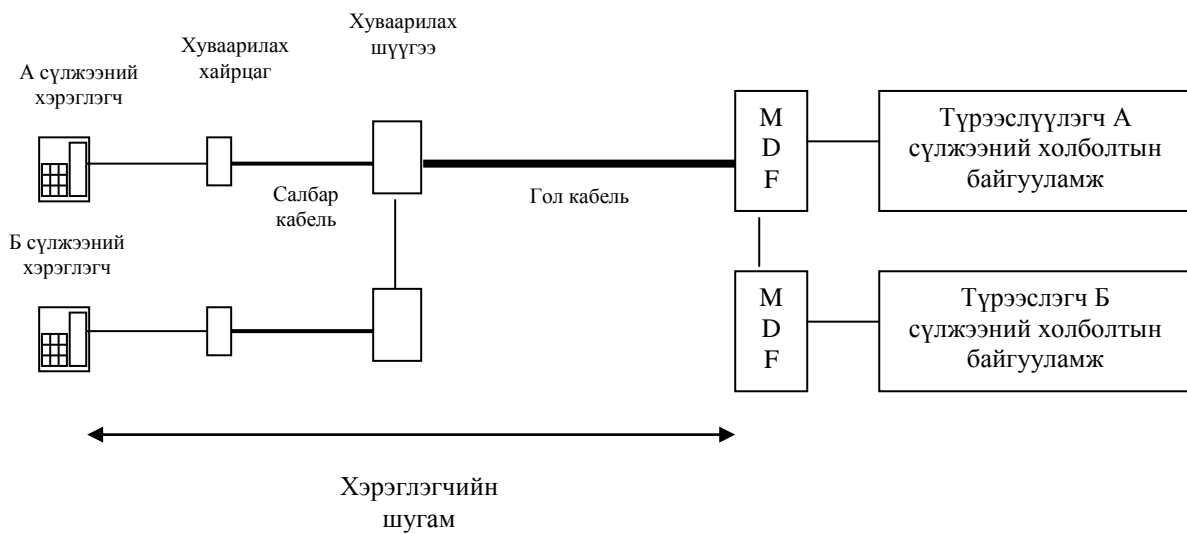 Хуваарилах
шүүгээ
Хуваарилах
хайрцаг
А сүлжээний
хэрэглэгч
M
D
F
Түрээслүүлэгч А
сүлжээний холболтын
байгууламж
Салбар
кабель
Гол кабель
Б сүлжээний
хэрэглэгч
M
D
F
Түрээслэгч Б
сүлжээний холболтын
байгууламж
Хэрэглэгчийн
шугам